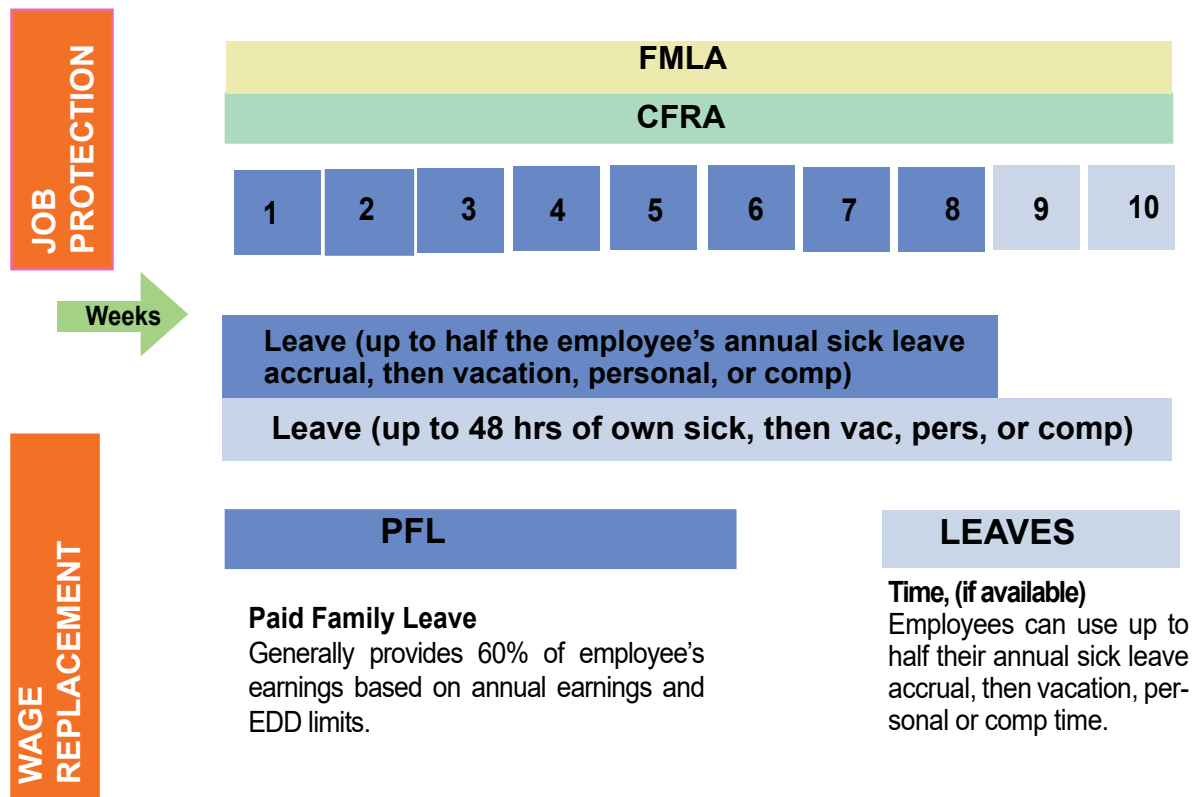 JOB
PROTECTION
FMLA
CFRA
1 2 3 4 5 6 7 8 9 10
Weeks
Leave (up to half the employee’s annual sick leave
accrual, then vacation, personal, or comp)
Leave (up to 48 hrs of own sick, then vac, pers, or comp)
WAGE
REPLACEMENT
PFL
Paid Family Leave
Generally provides 60% of employee’s
earnings based on annual earnings and
EDD limits.
LEAVES
Time, (if available)
Employees can use up to
half their annual sick leave
accrual, then vacation, per-
sonal or comp time.